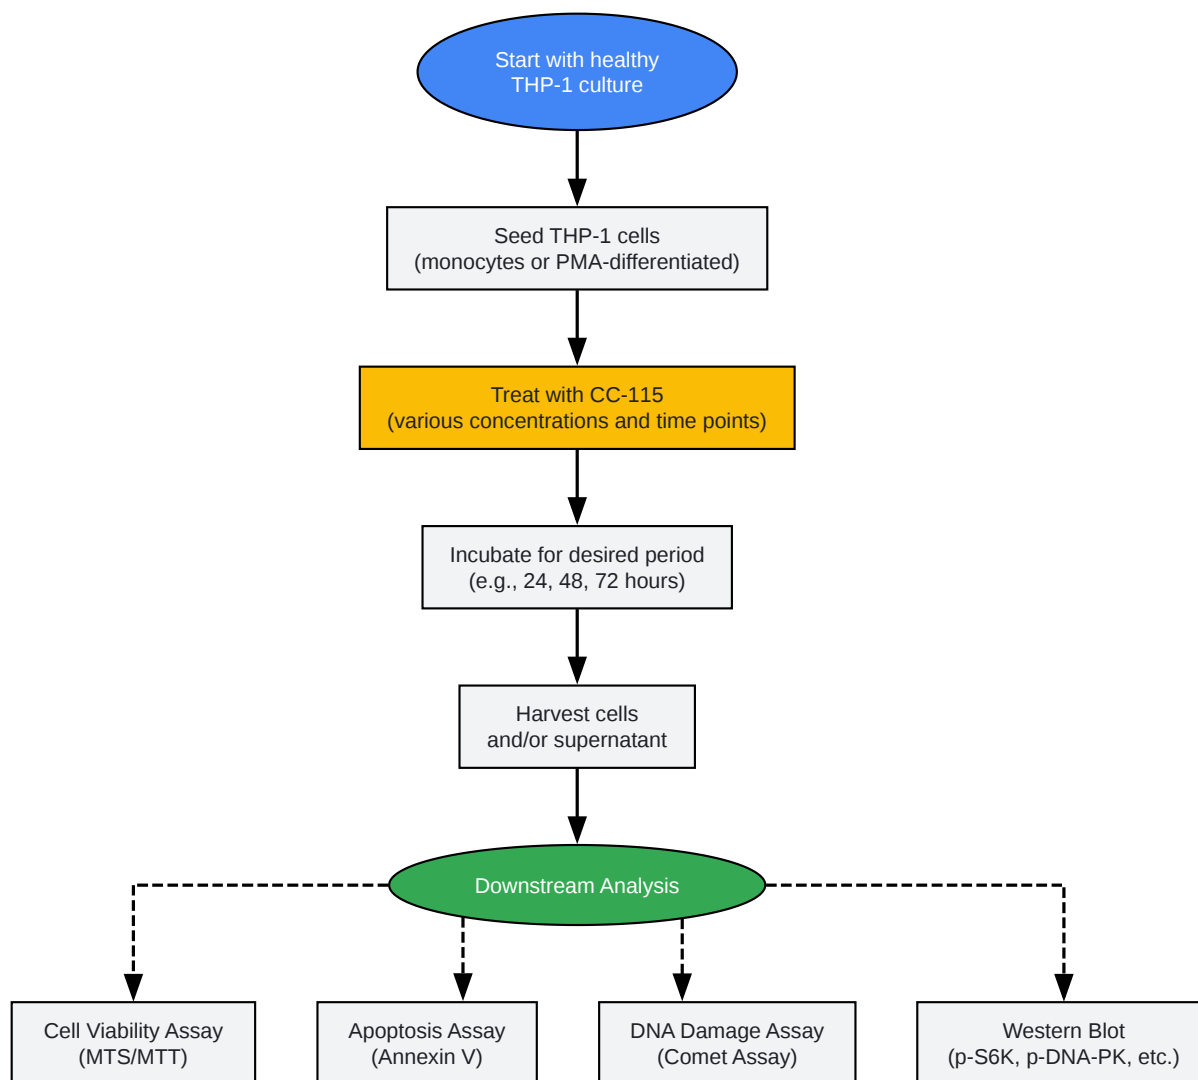 Start with healthy
THP-1 culture
Seed THP-1 cells
(monocytes or PMA-differentiated)
Treat with CC-115
(various concentrations and time points)
Incubate for desired period
(e.g., 24, 48, 72 hours)
Harvest cells
and/or supernatant
Downstream Analysis
Cell Viability Assay
(MTS/MTT)
Apoptosis Assay
(Annexin V)
DNA Damage Assay
(Comet Assay)
Western Blot
(p-S6K, p-DNA-PK, etc.)